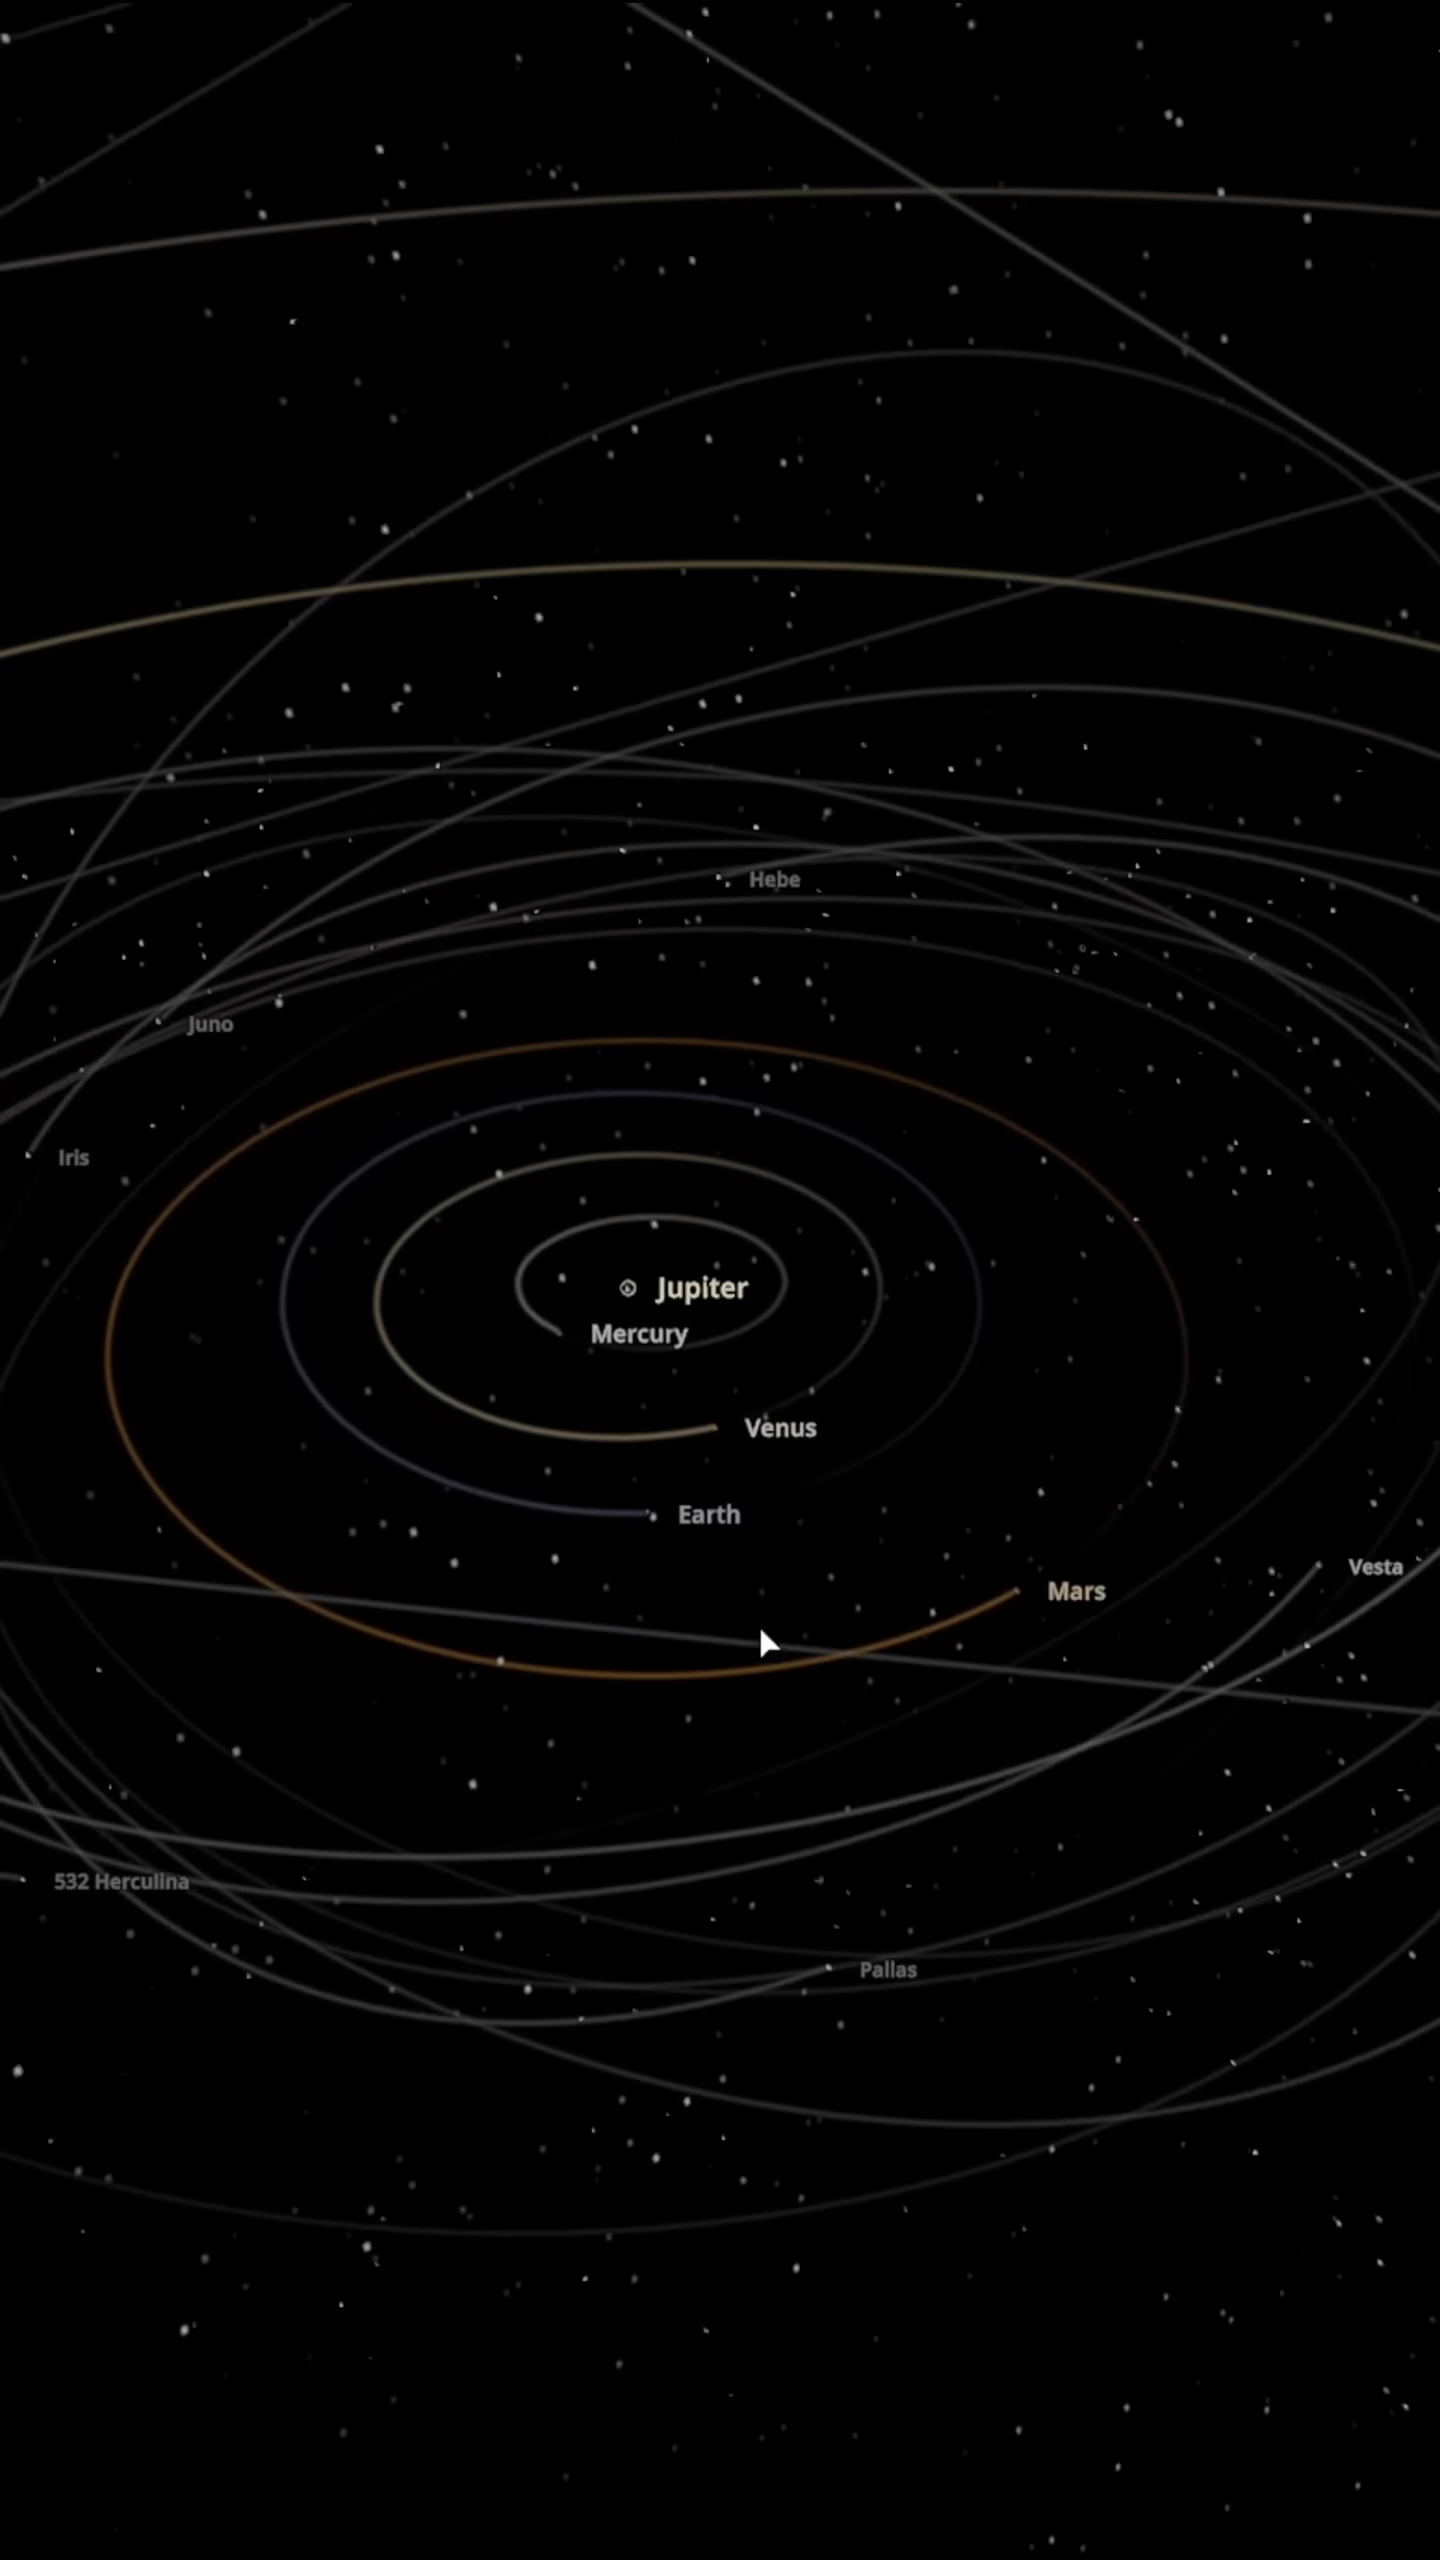 Hebe
Juno
Iris
Jupiter
Mercury
Venus
Earth
Vesta
Mars
532 Herculina
Pallas